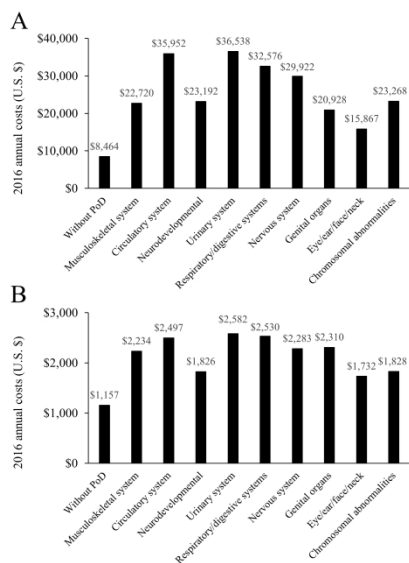 A
2016 annual costs (U.S. $)
$40,000
$30,000
$20,000
$10,000
$0
$8,464
$22,720
$35,952
$23,192
$36,538
$32,576
$29,922
$20,928
$15,867
$23,268
Without PoD
Musculoskeletal system
Circulatory system
Neurodevelopmental
Urinary system
Respiratory/digestive systems
Nervous system
Genital organs
Eye/ear/face/neck
Chromosomal abnormalities
B
2016 annual costs (U.S. $)
$3,000
$2,000
$1,000
$0
$1,157
$2,234
$2,497
$1,826
$2,582
$2,530
$2,283
$2,310
$1,732
$1,828
Without PoD
Musculoskeletal system
Circulatory system
Neurodevelopmental
Urinary system
Respiratory/digestive systems
Nervous system
Genital organs
Eye/ear/face/neck
Chromosomal abnormalities